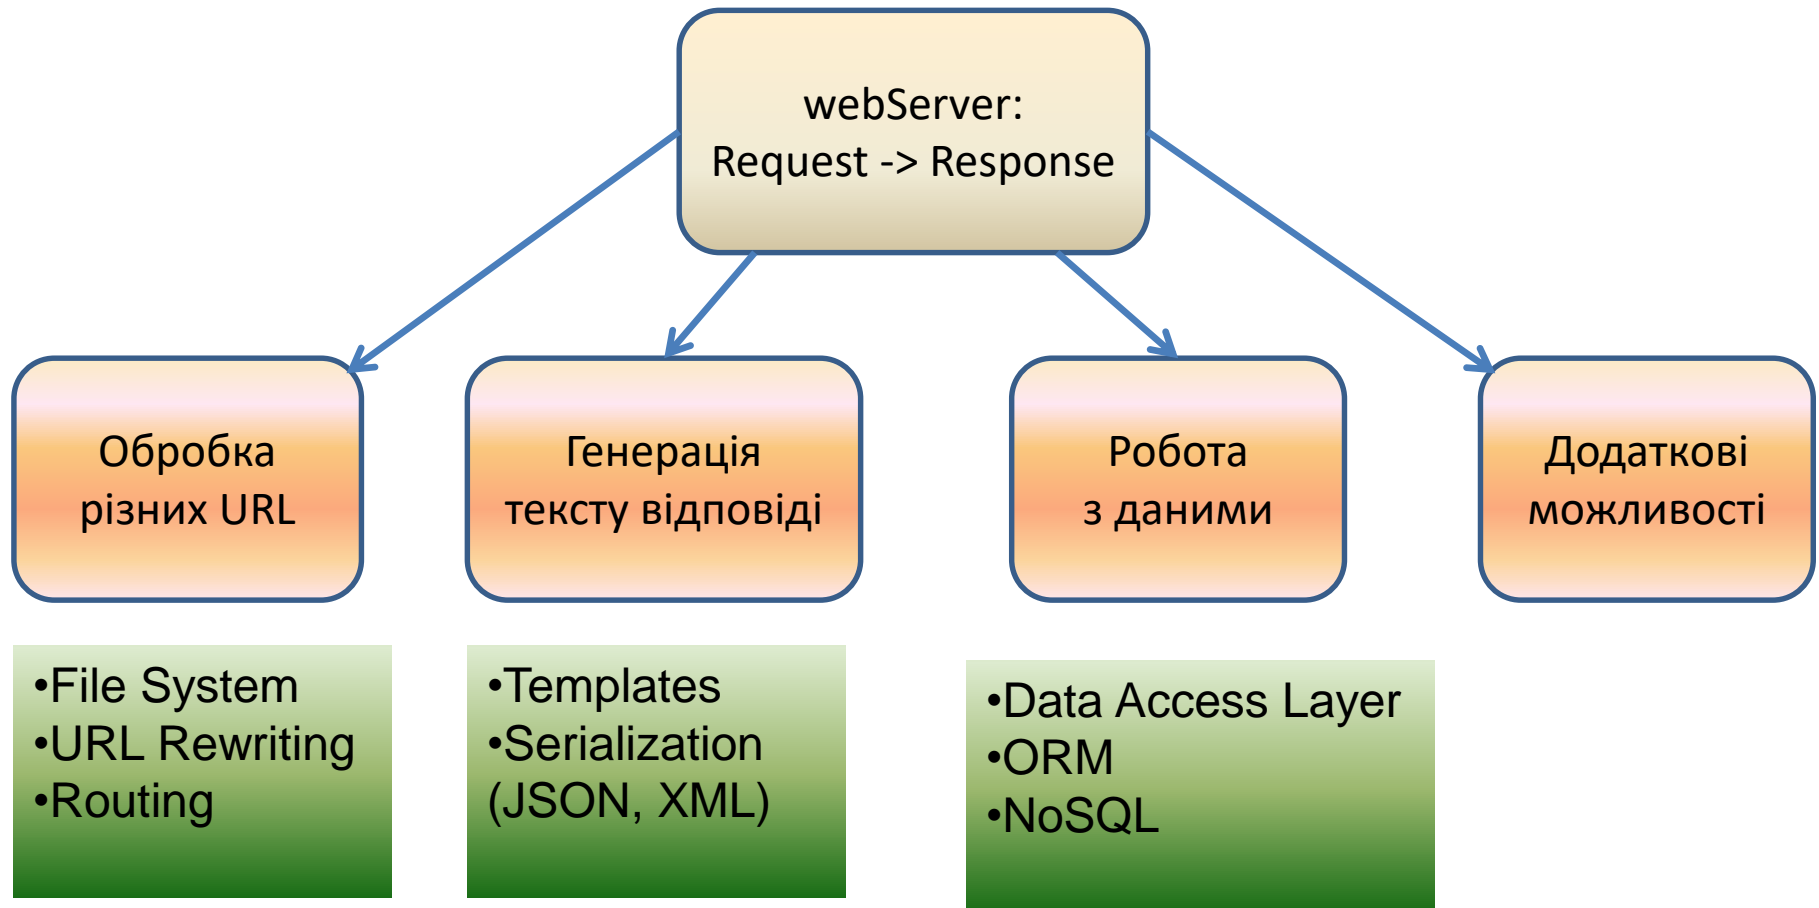 webServer:
Request -> Response
Обробка
різних URL
Генерація
тексту відповіді
Робота
з даними
Додаткові
можливості
•File System
•URL Rewriting
•Routing
•Templates
•Serialization
(JSON, XML)
•Data Access Layer
•ORM
•NoSQL